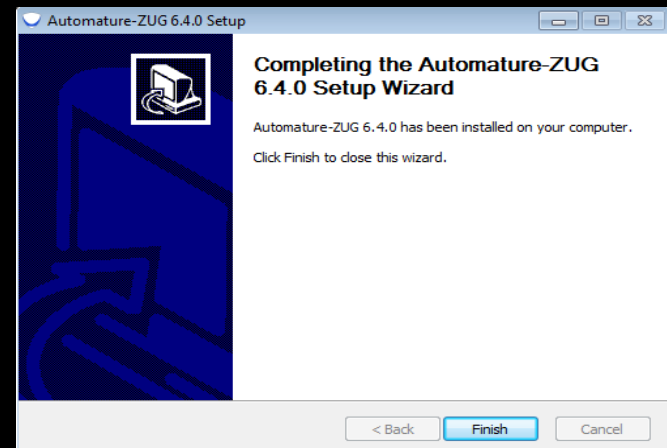 Automature-ZUG 6.4.0 Setup
Completing the Automature-ZUG
6.4.0 Setup Wizard
Automature-ZUG 6.4.0 has been installed on your computer.
Click Finish to close this wizard.
< Back
Finish
Cancel